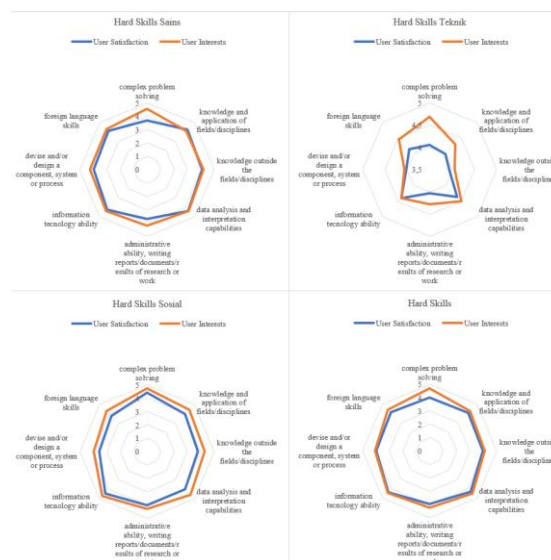 Hard Skills Sains
User Satisfaction
User Interests
complex problem
solving
knowledge and
application of
fields/disciplines
knowledge outside
the
fields/disciplines
data analysis and
interpretation
capabilities
administrative
ability, writing
reports/documents/r
esults of research or
work
information
tecnology ability
devise and/or
design a
component, system
or process
foreign language
skills
5
4
3
2
1
0
Hard Skills Teknik
User Satisfaction
User Interests
complex problem
solving
knowledge and
application of
fields/disciplines
knowledge outside
the
fields/disciplines
data analysis and
interpretation
capabilities
administrative
ability, writing
reports/documents/r
esults of research or
work
information
tecnology ability
devise and/or
design a
component, system
or process
foreign language
skills
5
4,5
4
3,5
Hard Skills Sosial
User Satisfaction
User Interests
complex problem
solving
knowledge and
application of
fields/disciplines
knowledge outside
the
fields/disciplines
data analysis and
interpretation
capabilities
administrative
ability, writing
reports/documents/r
esults of research or
information
tecnology ability
devise and/or
design a
component, system
or process
foreign language
skills
5
4
3
2
1
0
Hard Skills
User Satisfaction
User Interests
complex problem
solving
knowledge and
application of
fields/disciplines
knowledge outside
the
fields/disciplines
data analysis and
interpretation
capabilities
administrative
ability, writing
reports/documents/r
esults of research or
information
tecnology ability
devise and/or
design a
component, system
or process
foreign language
skills
5
4
3
2
1
0